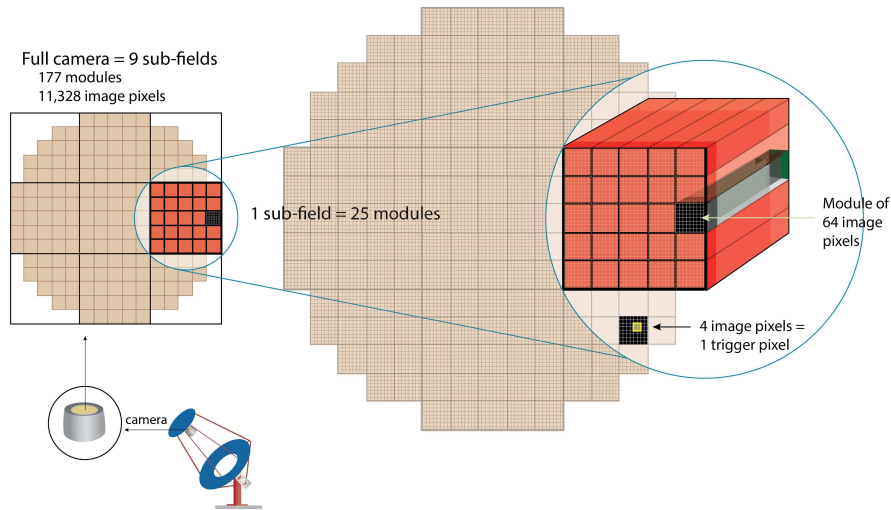 Full camera = 9 sub-fields
177 modules
11,328 image pixels
1 sub-field = 25 modules
Module of
64 image
pixels
4 image pixels =
1 trigger pixel
camera